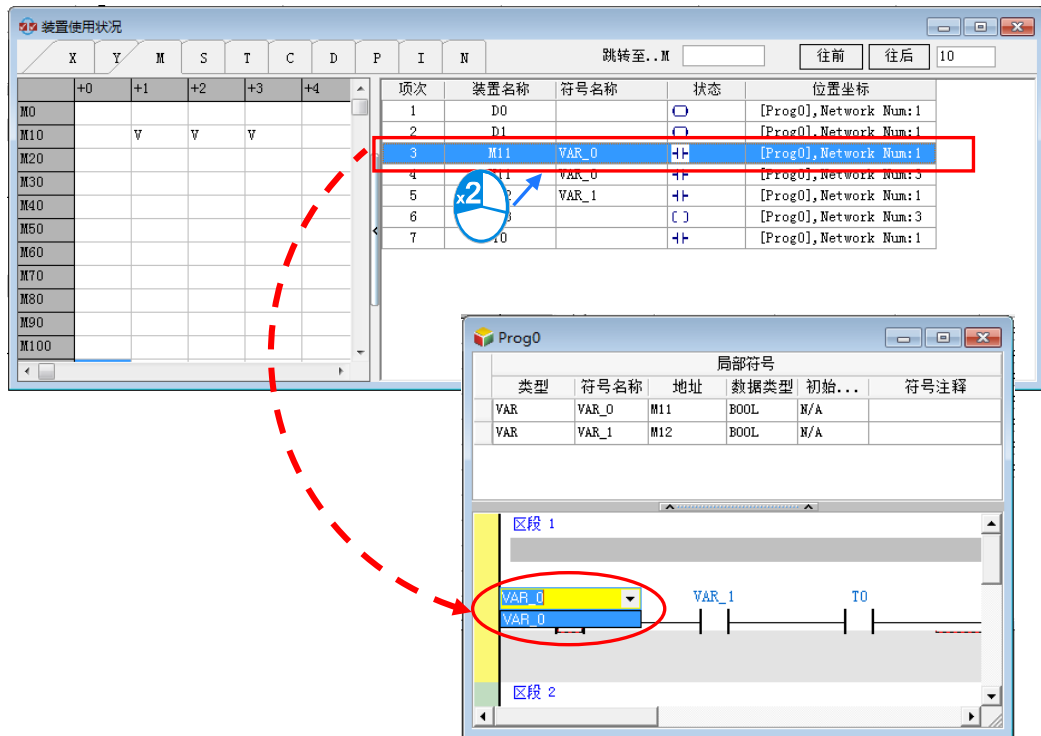 装置使用状况
X Y M S T C D P I N 跳转至..M 往前 往后 10
+0 +1 +2 +3 +4
M0
M10 V V V
M20
M30
M40
M50
M60
M70
M80
M90
M100
项次 装置名称 符号名称 状态 位置坐标
1 D0 [Prog0],Network Num:1
2 D1 [Prog0],Network Num:1
3 M11 VAR_0 [Prog0],Network Num:1
4 M11 VAR_0 [Prog0],Network Num:3
5 2 VAR_1 [Prog0],Network Num:1
6 3 [Prog0],Network Num:3
7 T0 [Prog0],Network Num:1
x2
Prog0
局部符号
类型 符号名称 地址 数据类型 初始... 符号注释
VAR VAR_0 M11 BOOL N/A
VAR VAR_1 M12 BOOL N/A
区段 1
VAR_0 VAR_1 T0
VAR_0
区段 2